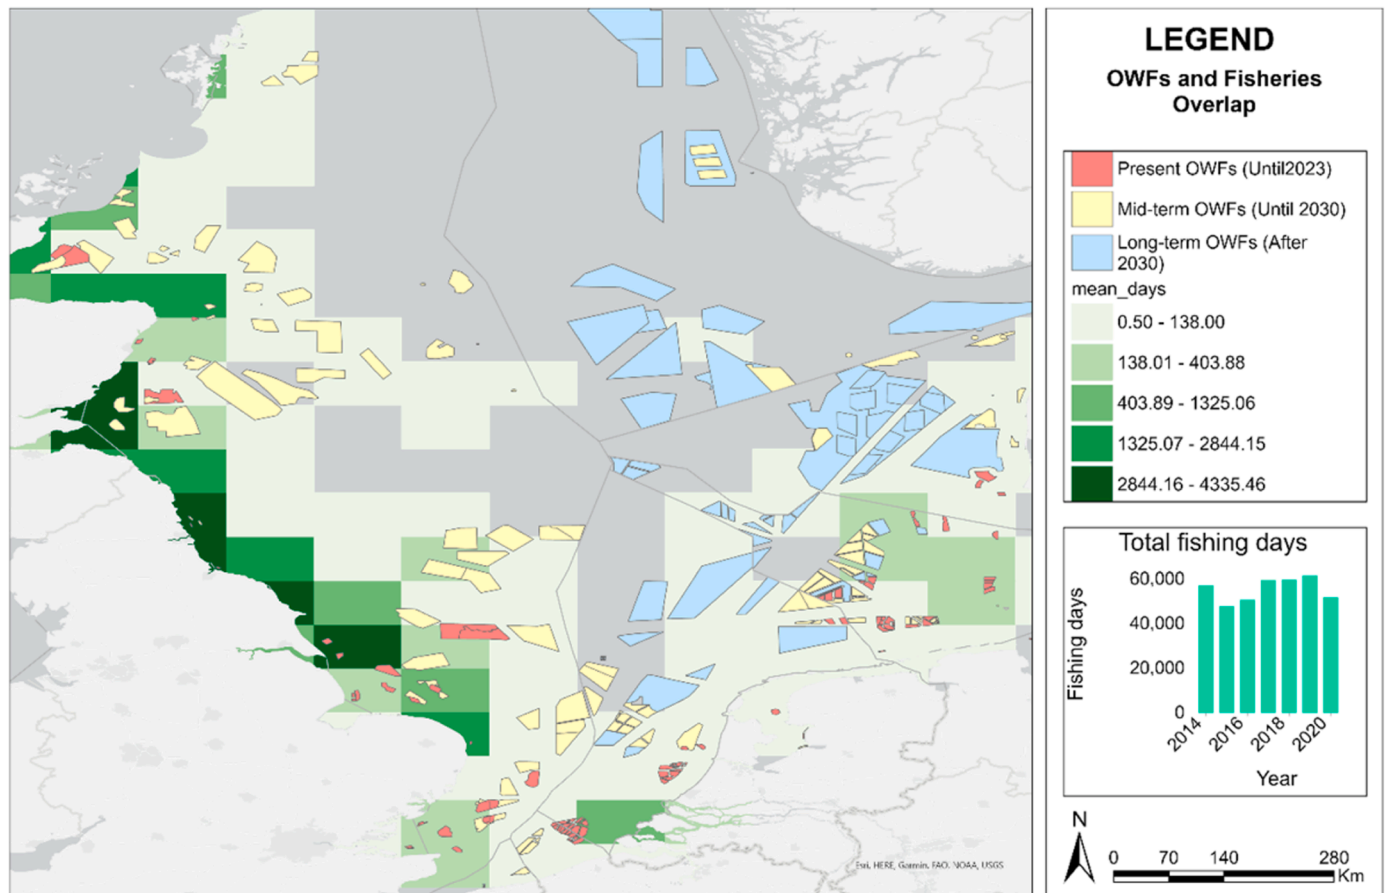 LEGEND
OWFs and Fisheries
Overlap
Present OWFs (Until2023)
Mid-term OWFs (Until 2030)
Long-term OWFs (After
2030)
mean_days
0.50 - 138.00
138.01 - 403.88
403.89 - 1325.06
1325.07 - 2844.15
2844.16 - 4335.46
Total fishing days
Fishing days
60,000
40,000
20,000
0
2014
2016
2018
2020
Year
N
0 70 140 280
Km
Esri, HERE, Garmin, FAO, NOAA, USGS